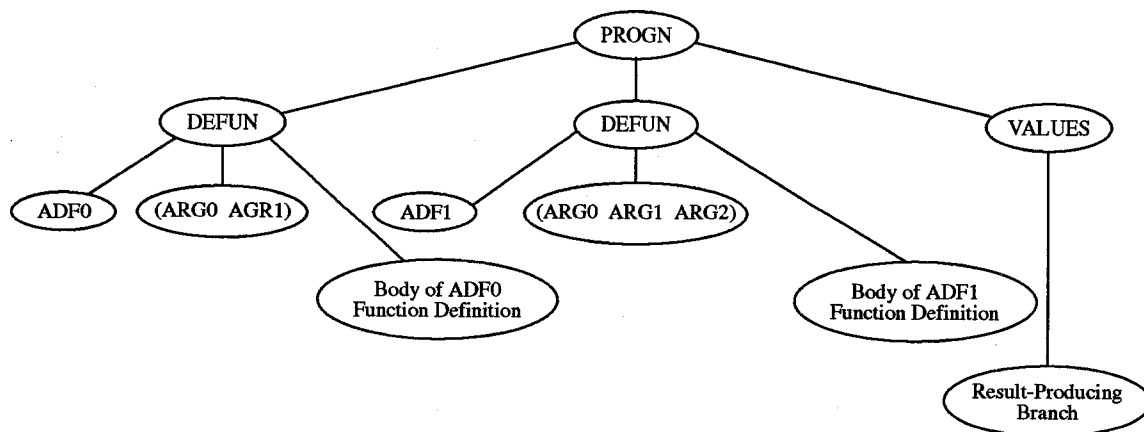 PROGN
DEFUN
DEFUN
VALUES
ADF0
(ARG0 AGR1)
ADF1
(ARG0 ARG1 ARG2)
Body of ADF0
Function Definition
Body of ADF1
Function Definition
Result-Producing
Branch